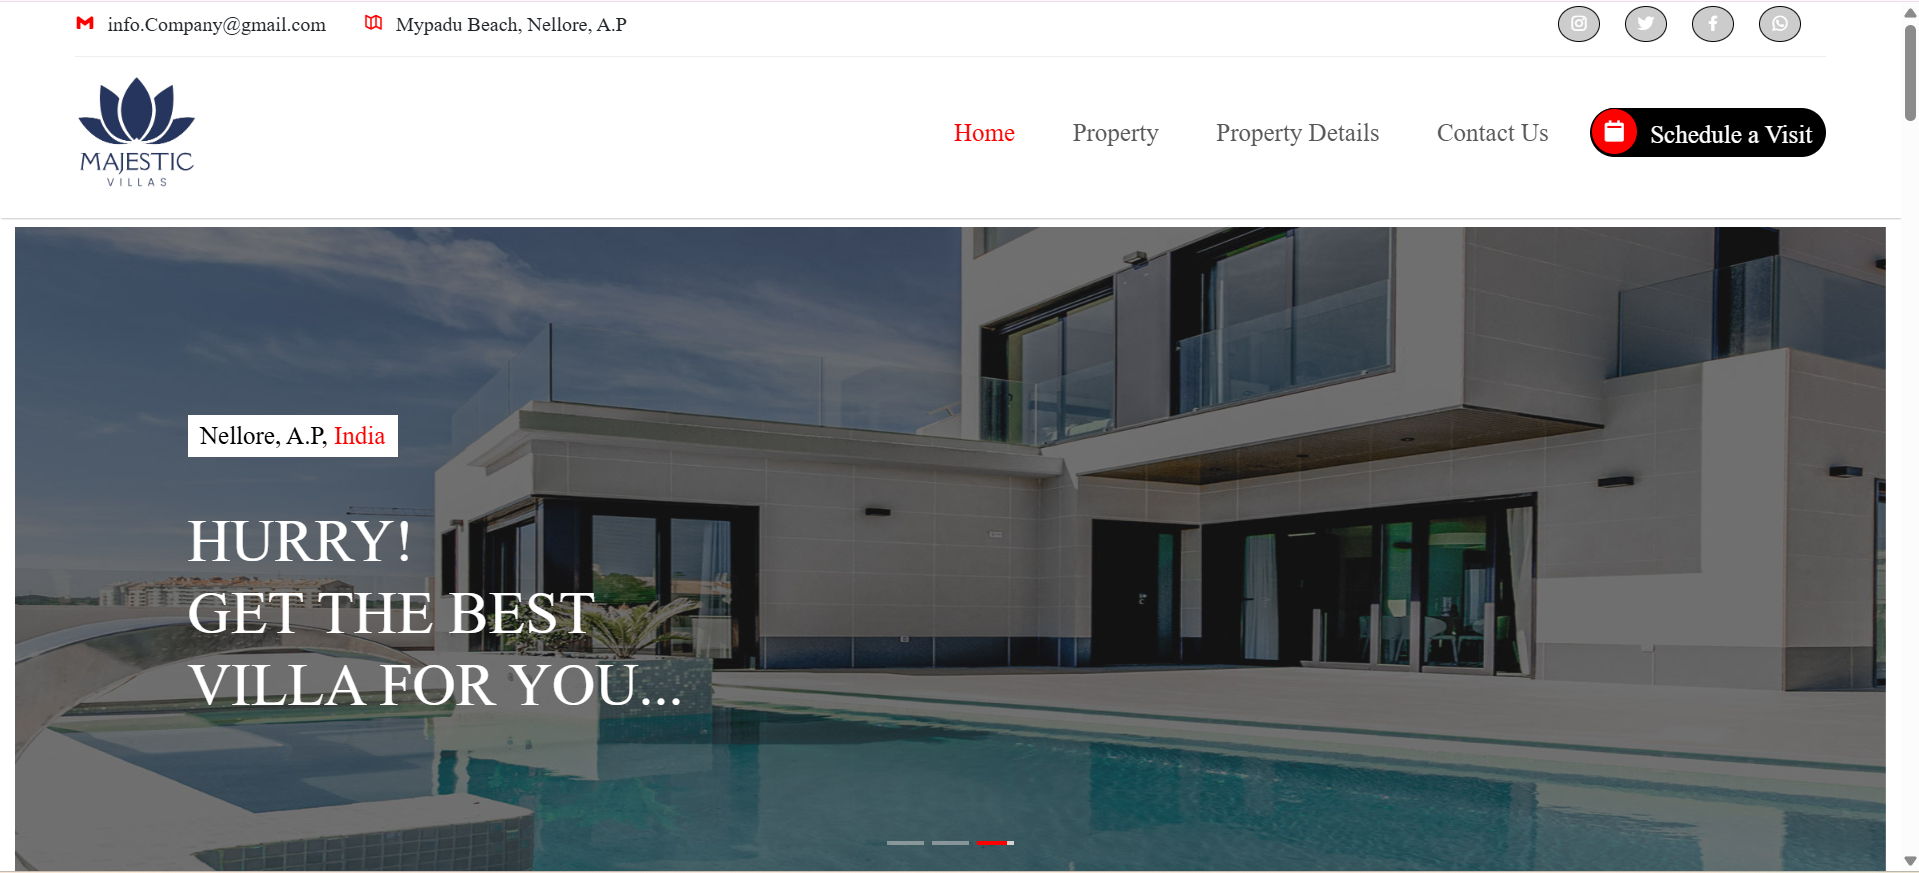 info.Company@gmail.com
Mypadu Beach, Nellore, A.P
MAJESTIC
VILLAS
Home
Property
Property Details
Contact Us
Schedule a Visit
Nellore, A.P, India
HURRY!
GET THE BEST
VILLA FOR YOU...